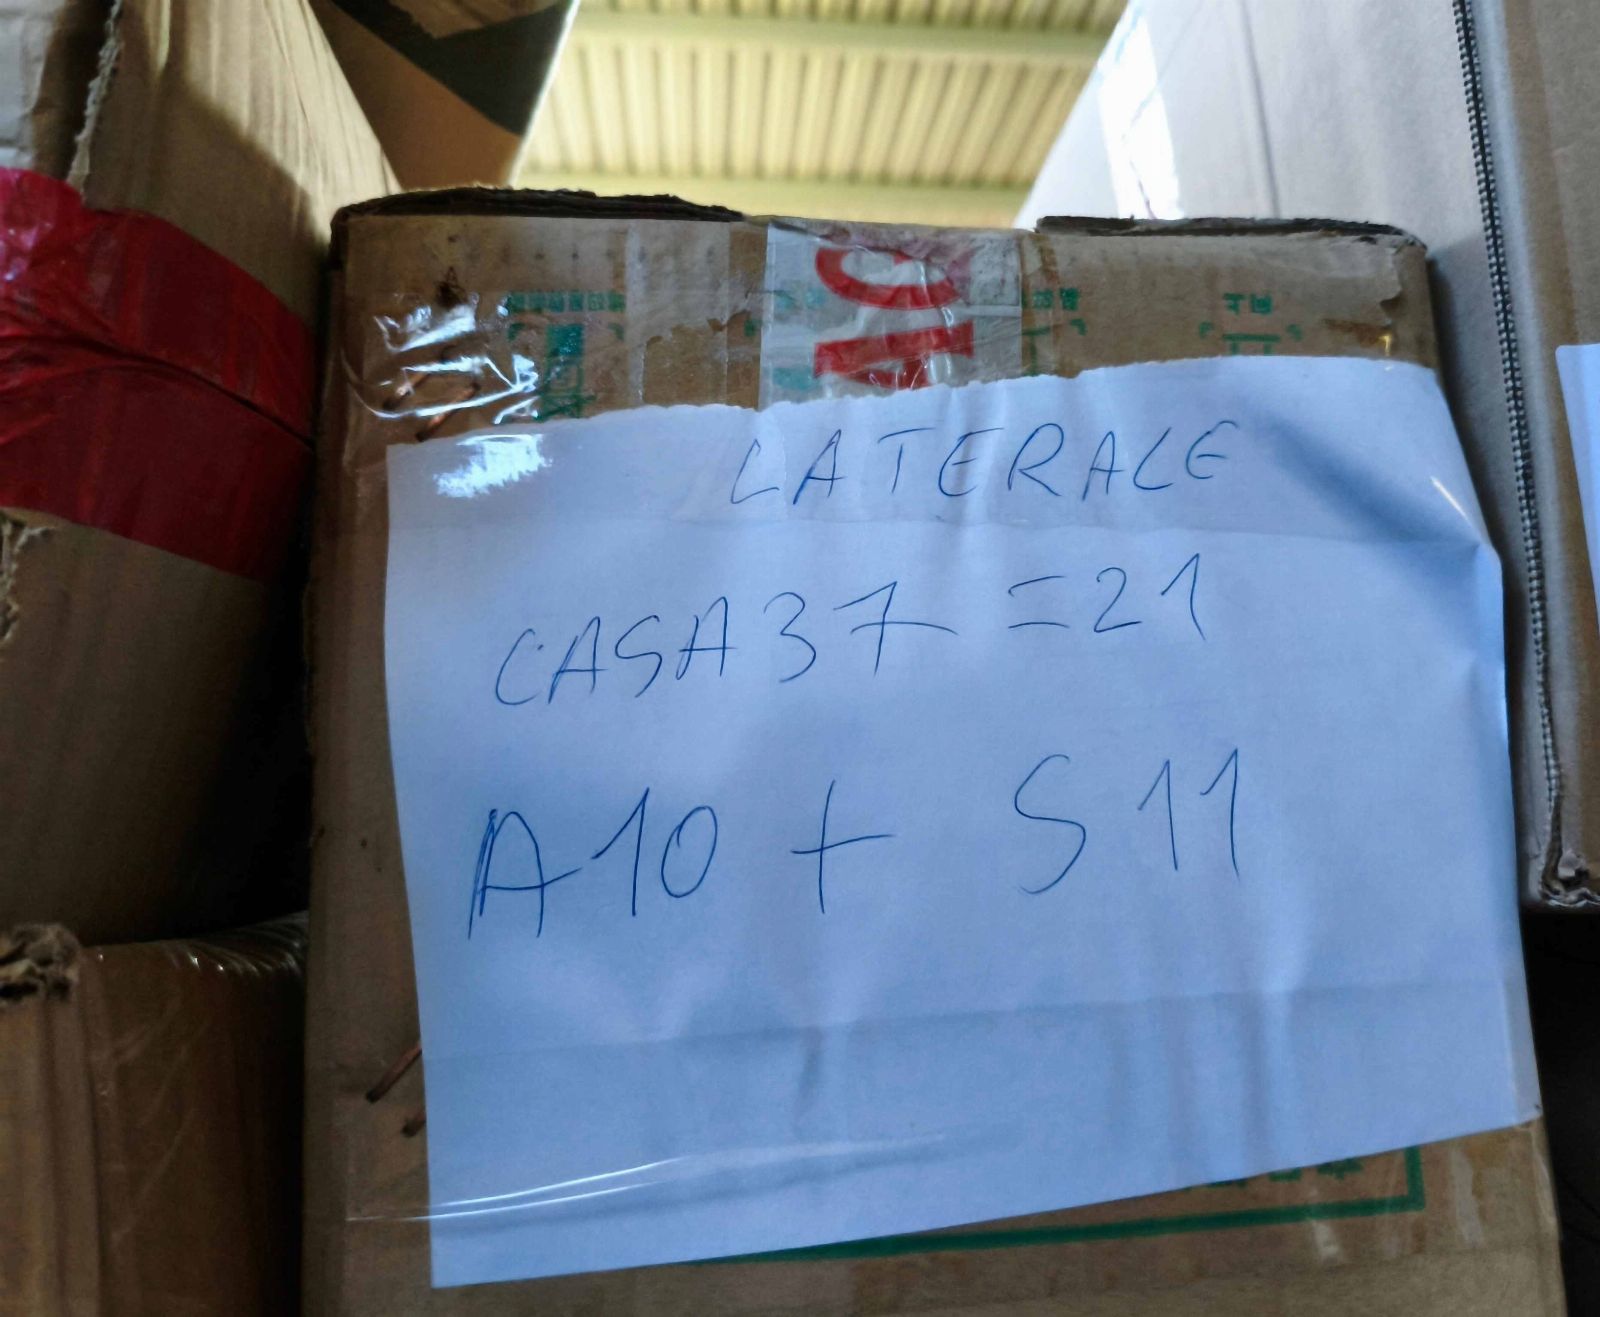 LATERALE
CASA37 = 21
A10 + S11